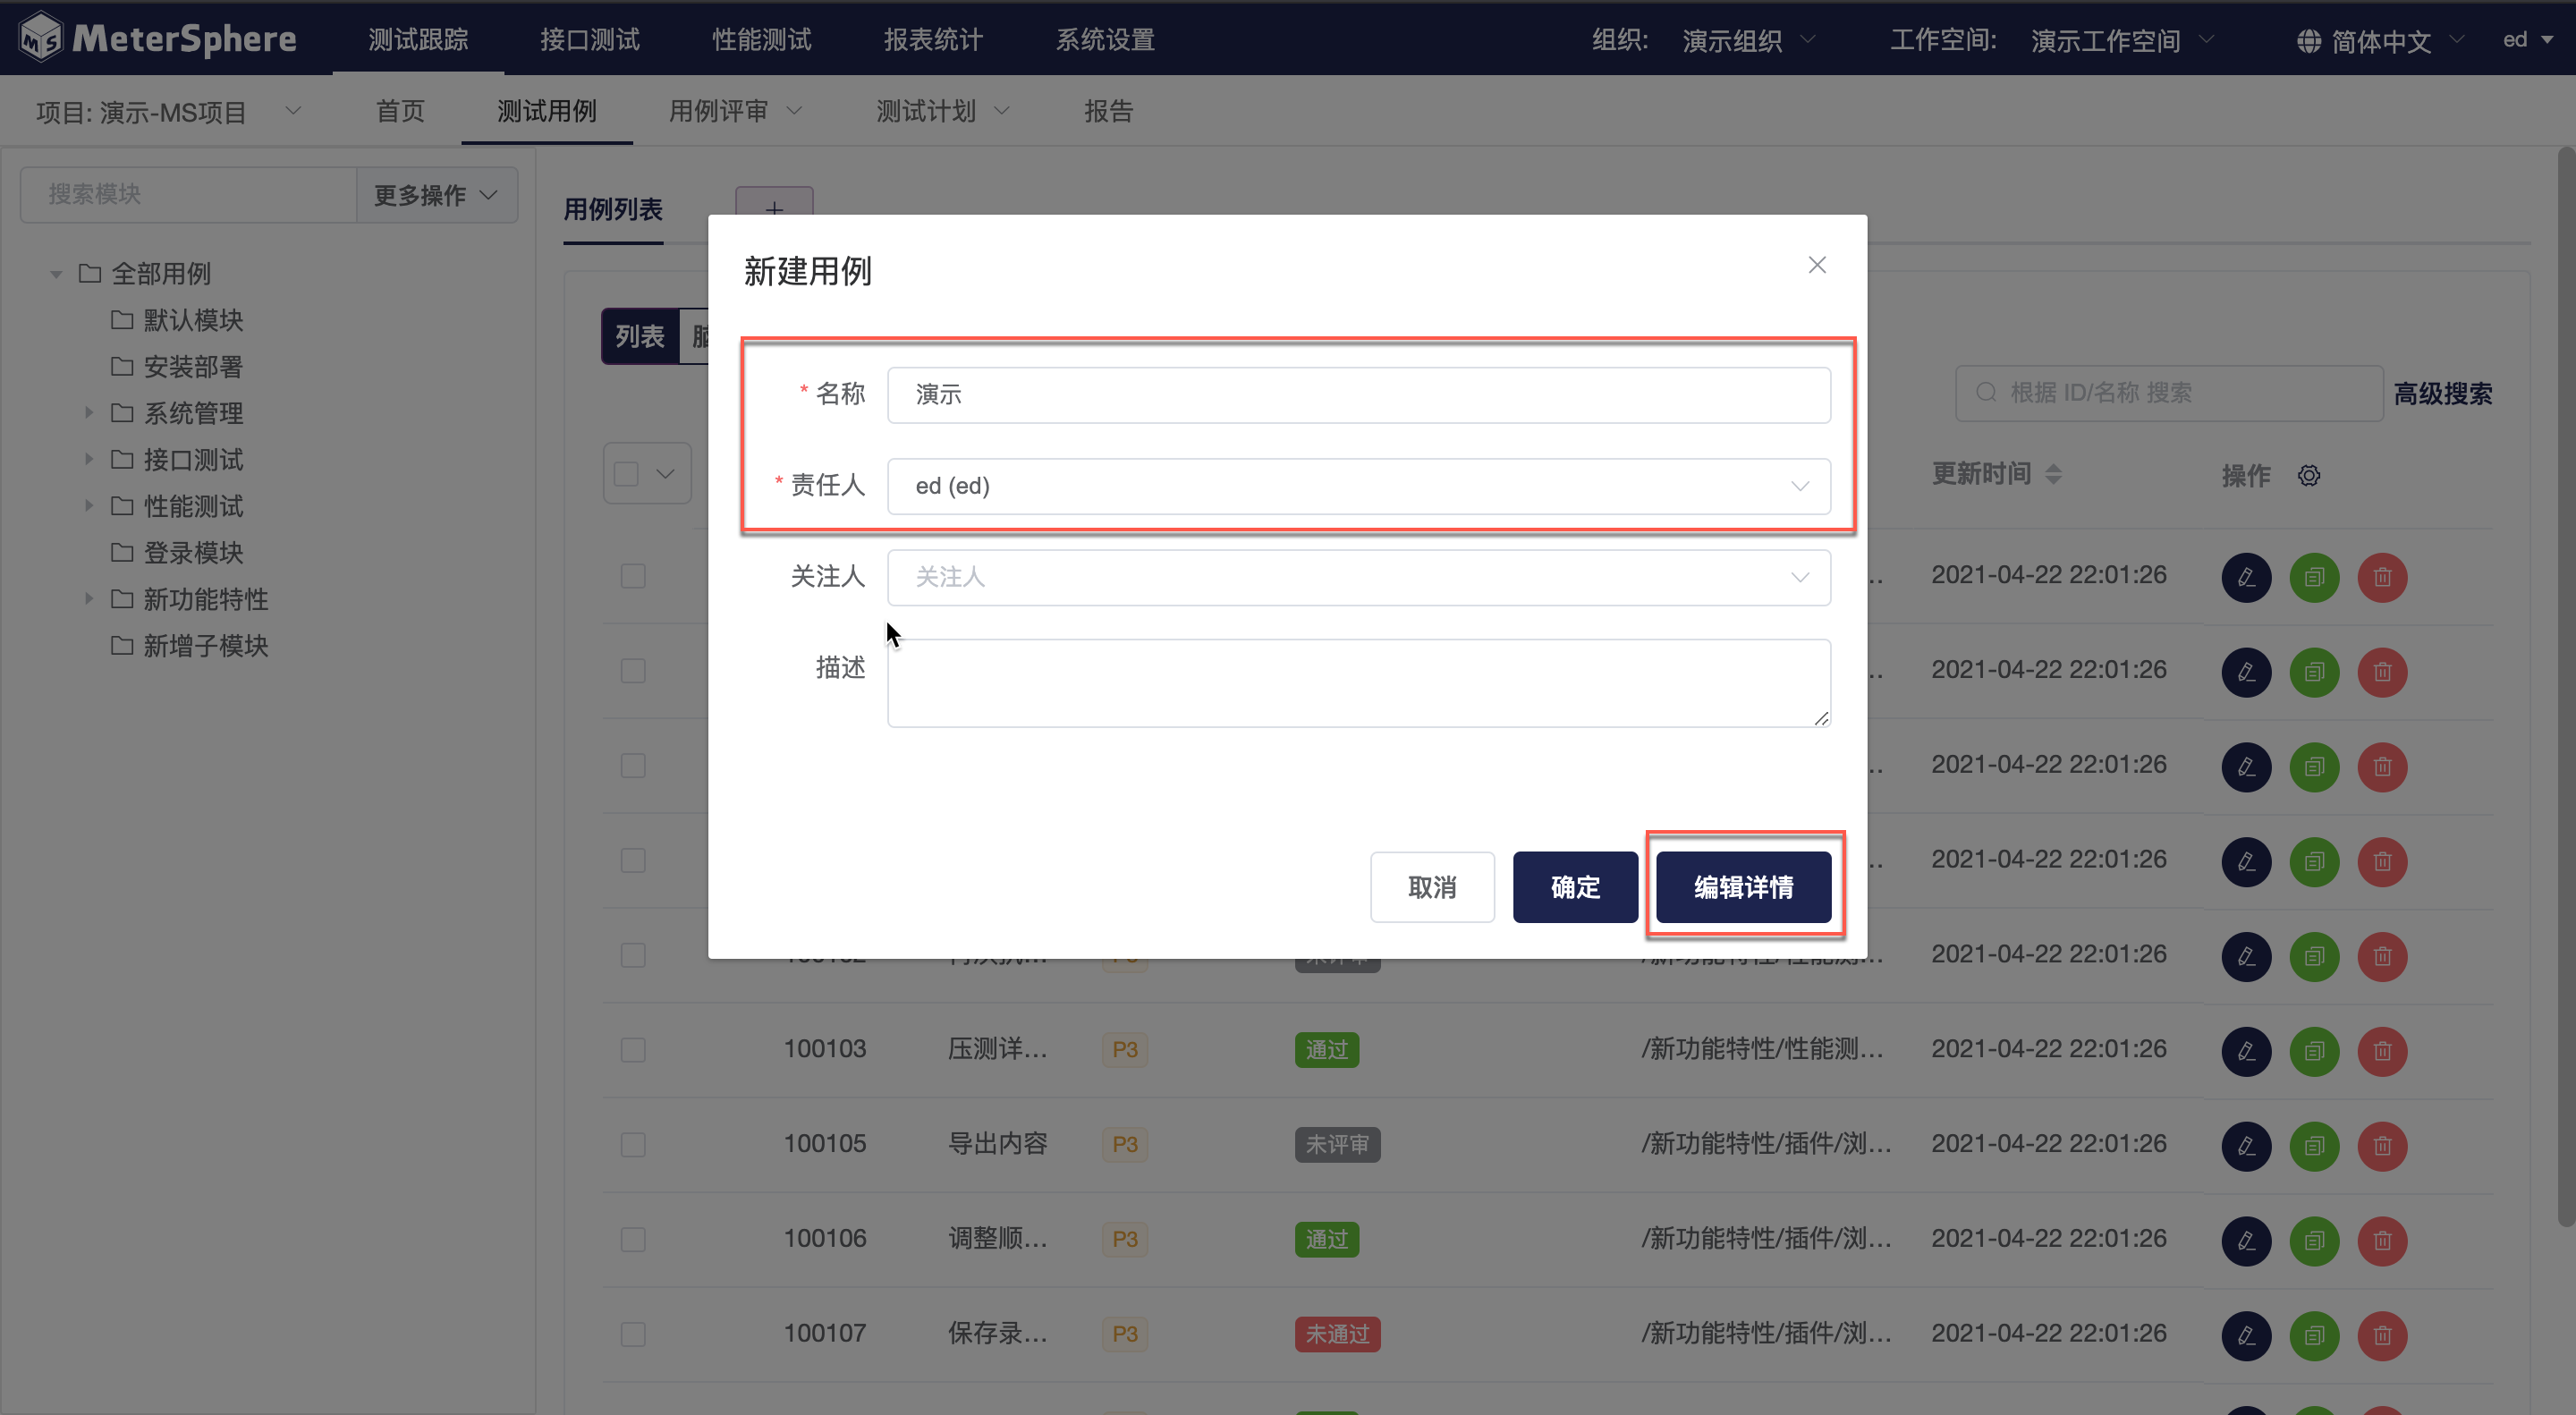 MeterSphere 测试跟踪 接口测试 性能测试 报表统计 系统设置 组织: 演示组织 工作空间: 演示工作空间 简体中文 ed
项目: 演示-MS项目 首页 测试用例 用例评审 测试计划 报告
搜索模块 更多操作
用例列表 +
全部用例
默认模块
安装部署
系统管理
接口测试
性能测试
登录模块
新功能特性
新增子模块
列表
根据 ID/名称 搜索 高级搜索
更新时间 操作
新建用例
* 名称 演示
* 责任人 ed (ed)
关注人 关注人
描述
取消 确定 编辑详情
... 2021-04-22 22:01:26
... 2021-04-22 22:01:26
... 2021-04-22 22:01:26
... 2021-04-22 22:01:26
/新功能特性/性能测... 2021-04-22 22:01:26
100103 压测详... P3 通过 /新功能特性/性能测... 2021-04-22 22:01:26
100105 导出内容 P3 未评审 /新功能特性/插件/浏... 2021-04-22 22:01:26
100106 调整顺... P3 通过 /新功能特性/插件/浏... 2021-04-22 22:01:26
100107 保存录... P3 未通过 /新功能特性/插件/浏... 2021-04-22 22:01:26